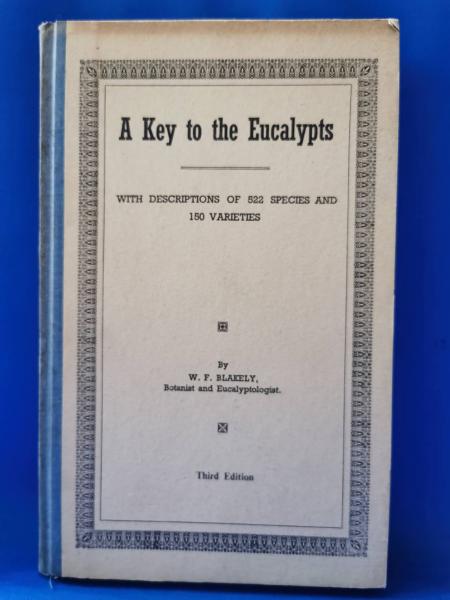 A Key to the Eucalypts
WITH DESCRIPTIONS OF 522 SPECIES AND
150 VARIETIES
By
W. F. BLAKELY,
Botanist and Eucalyptologist.
Third Edition